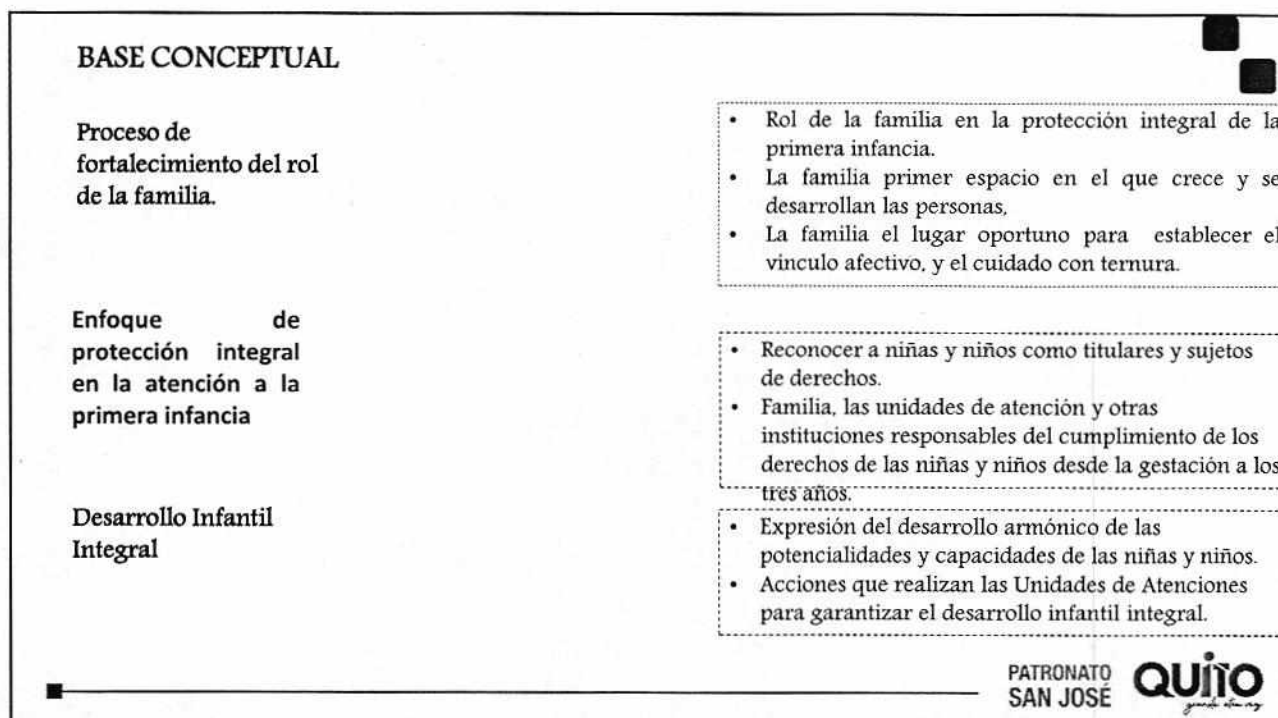 BASE CONCEPTUAL
Proceso de
fortalecimiento del rol
de la familia.
• Rol de la familia en la protección integral de la
primera infancia.
• La familia primer espacio en el que crece y se
desarrollan las personas,
• La familia el lugar oportuno para establecer el
vinculo afectivo, y el cuidado con ternura.
Enfoque de
protección integral
en la atención a la
primera infancia
• Reconocer a niñas y niños como titulares y sujetos
de derechos.
• Familia, las unidades de atención y otras
instituciones responsables del cumplimiento de los
derechos de las niñas y niños desde la gestación a los
tres años.
Desarrollo Infantil
Integral
• Expresión del desarrollo armónico de las
potencialidades y capacidades de las niñas y niños.
• Acciones que realizan las Unidades de Atenciones
para garantizar el desarrollo infantil integral.
PATRONATO
SAN JOSÉ
QUITO